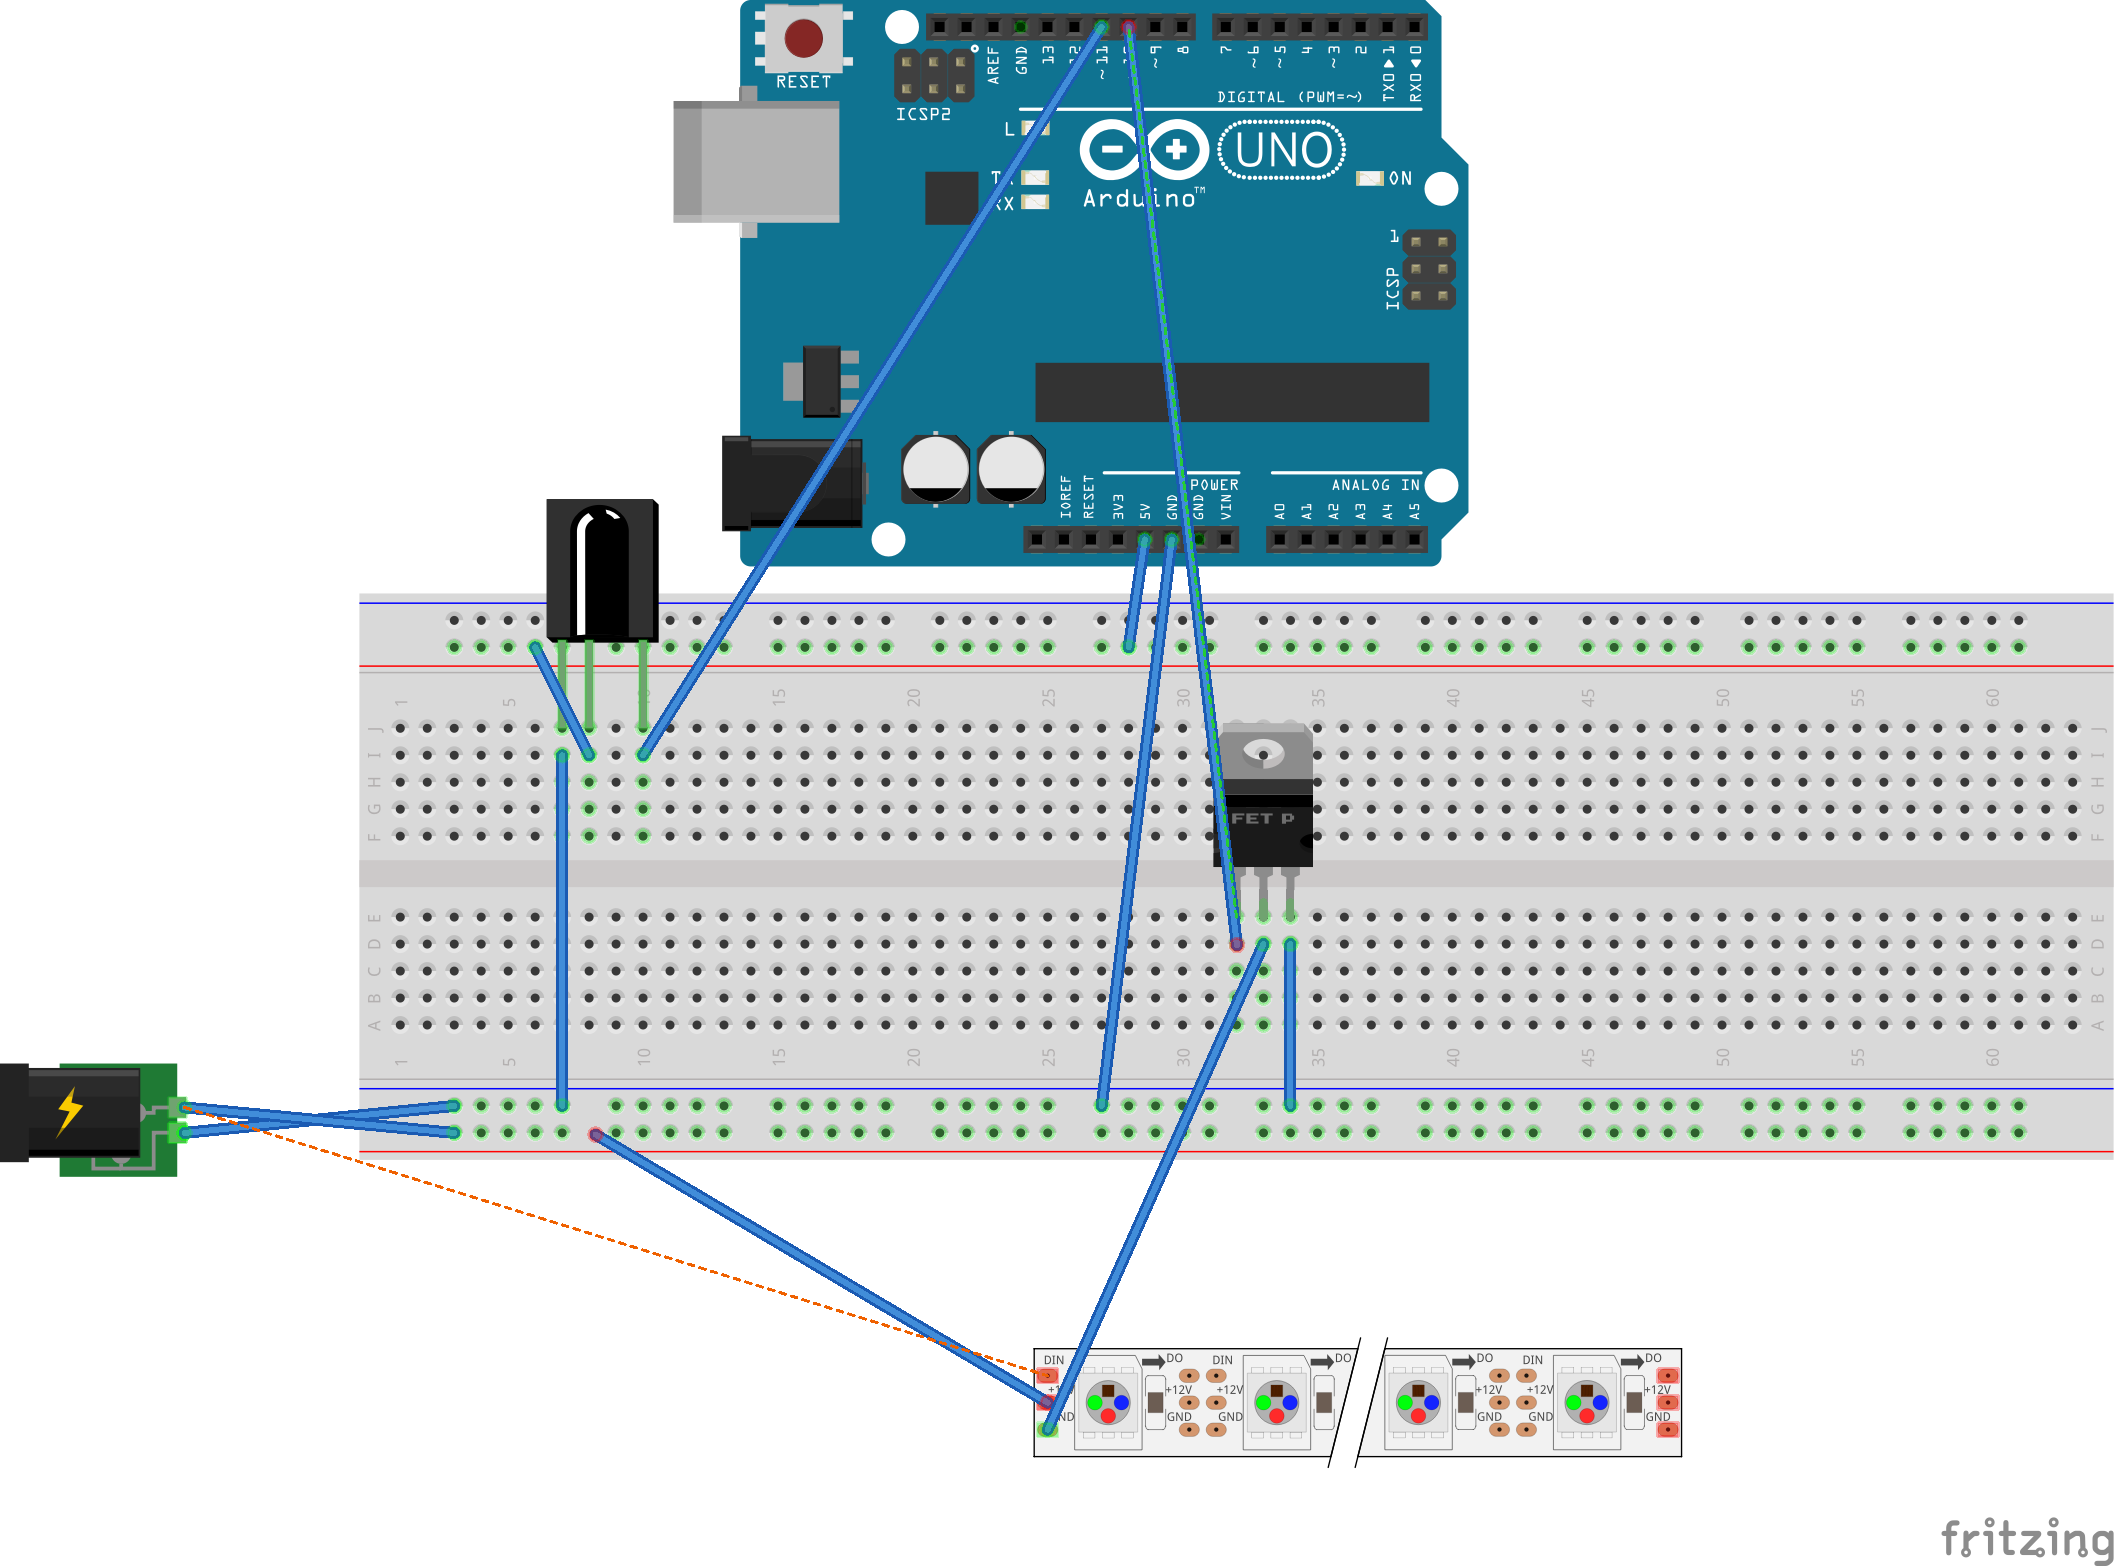 RESET
ICSP2
AREF
GND
13
~11
~9
8
7
~6
~5
4
~3
2
TX0▶1
RX0◀0
DIGITAL (PWM=~)
L
RX
UNO
Arduino™
ON
1
ICSP
IOREF
RESET
3V3
5V
GND
GND
VIN
POWER
ANALOG IN
A0
A1
A2
A3
A4
A5
1 5 10 15 20 25 30 35 40 45 50 55 60
J J
I I
H H
G G
F F
FET P
E E
D D
C C
B B
A A
1 5 10 15 20 25 30 35 40 45 50 55 60
DIN DO DIN DO DO DIN DO
+12V +12V +12V +12V +12V
GND GND GND GND GND
fritzing